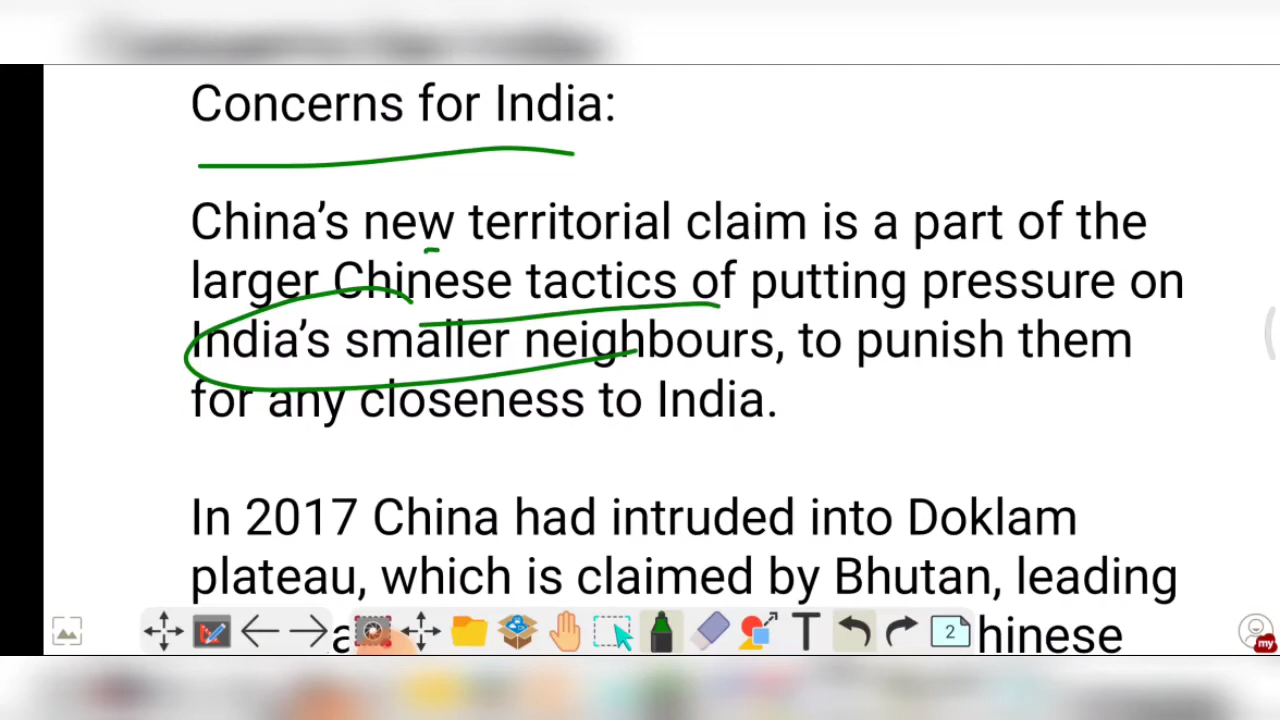 Concerns for India:
China’s new territorial claim is a part of the
larger Chinese tactics of putting pressure on
India’s smaller neighbours, to punish them
for any closeness to India.
In 2017 China had intruded into Doklam
plateau, which is claimed by Bhutan, leading
hinese
T
2
my